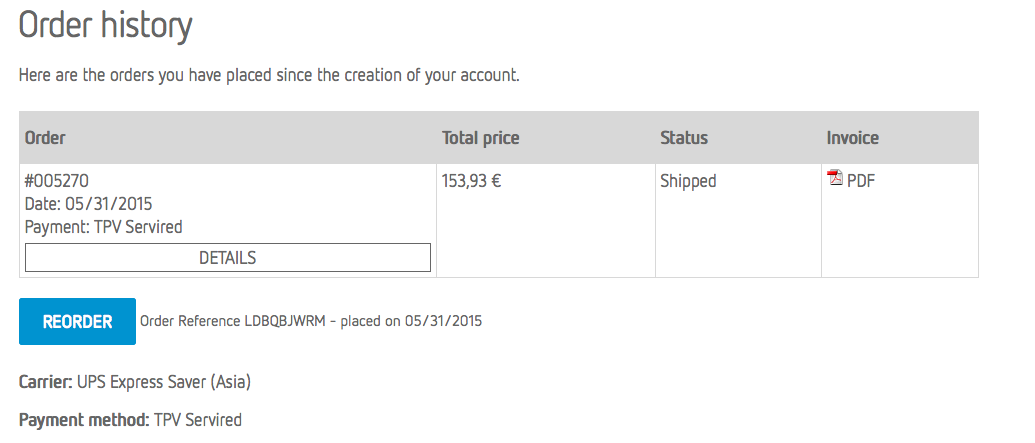 Order history
Here are the orders you have placed since the creation of your account.
Order Total price Status Invoice
#005270 153,93 € Shipped PDF
Date: 05/31/2015
Payment: TPV Servired
DETAILS
REORDER Order Reference LDBQBJWRM - placed on 05/31/2015
Carrier: UPS Express Saver (Asia)
Payment method: TPV Servired